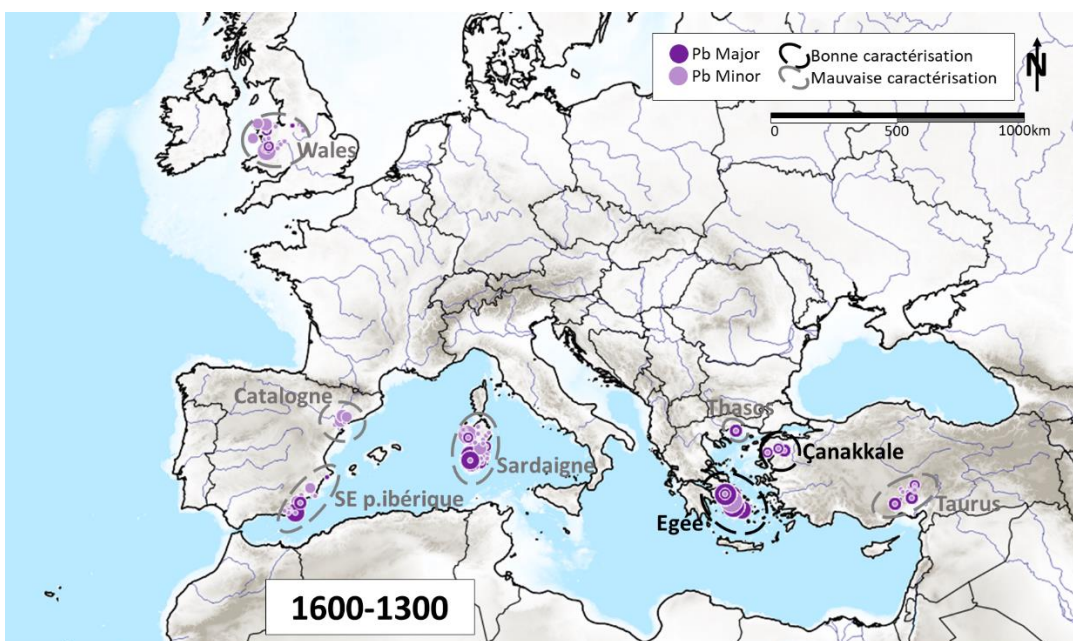 Pb Major
Bonne caractérisation
Pb Minor
Mauvaise caractérisation
N
0 500 1000km
Wales
Catalogne
Thasos
Çanakkale
Sardaigne
SE p.ibérique
Taurus
Egée
1600-1300